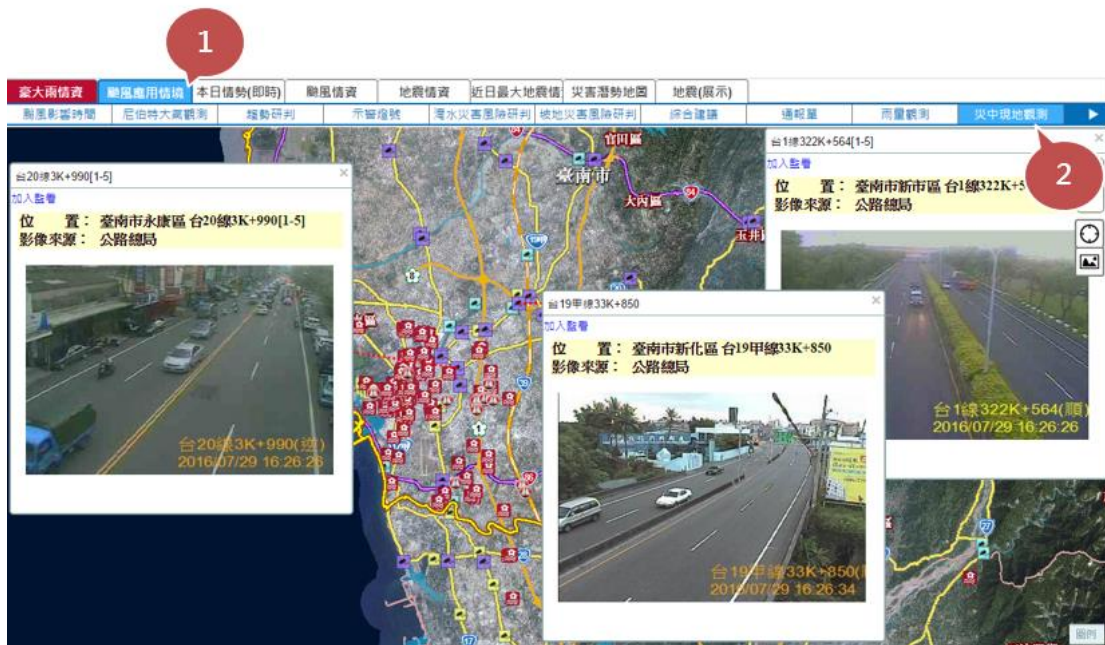 1
豪大雨情資 颱風應用情境 本日情勢(即時) 颱風情資 地震情資 近日最大地震情 災害潛勢地圖 地震(展示)
颱風影響時間 尼伯特大氣觀測 趨勢研判 示警燈號 淹水災害風險研判 坡地災害風險研判 綜合建議 通報單 雨量觀測 災中現地觀測
2
台1線322K+564[1-5]
加入監看
位 置： 臺南市新市區 台1線322K+5
影像來源： 公路總局
台1線322K+564(順)
2016/07/29 16:26:26
台20線3K+990[1-5]
加入監看
位 置： 臺南市永康區 台20線3K+990[1-5]
影像來源： 公路總局
台20線3K+990(逆)
2016/07/29 16:26:26
官田區
臺南市
大內區
玉井
84
8
1
39
86
台19甲線33K+850
加入監看
位 置： 臺南市新化區 台19甲線33K+850
影像來源： 公路總局
台19甲線33K+850(
2016/07/29 16:26:34
27
17
圖例